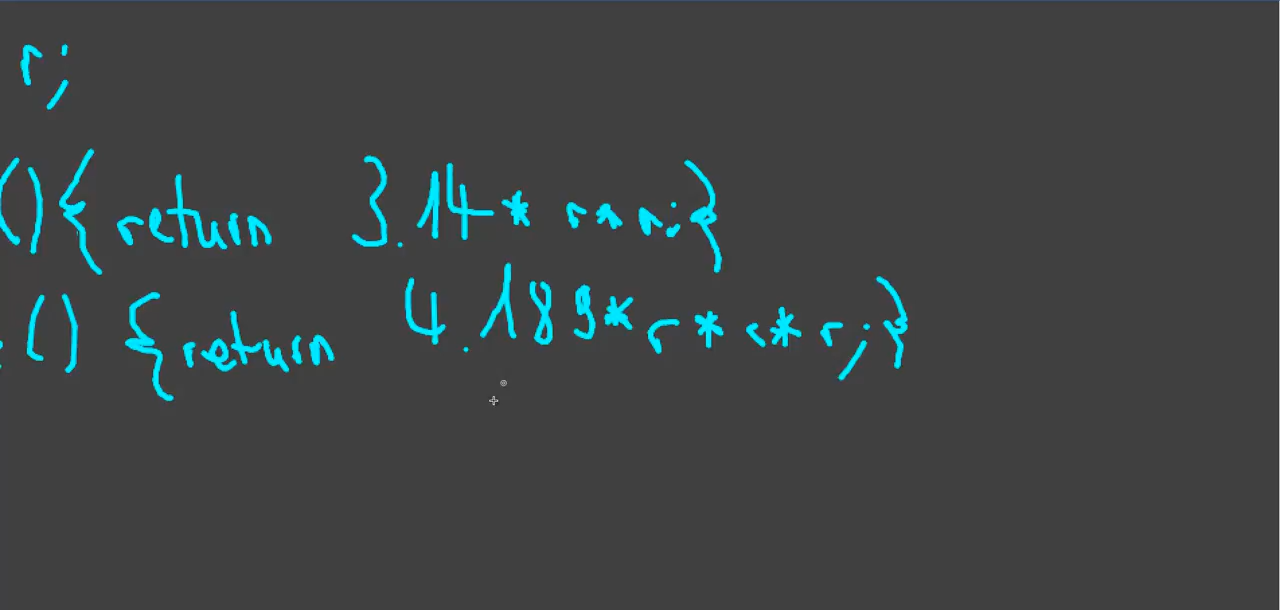 r;
(){return 3.14* r*r;}
() {return 4.189*r*r*r;}